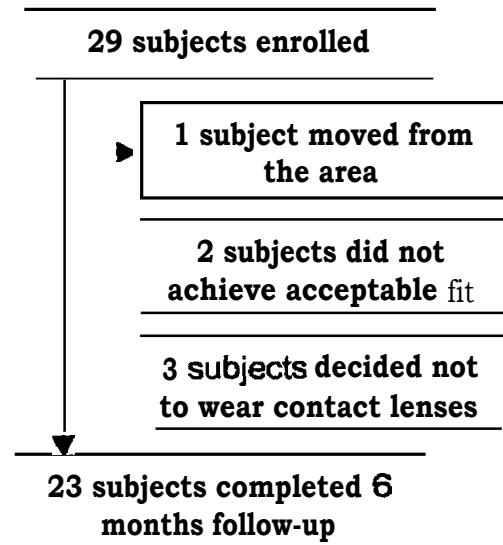 29 subjects enrolled
1 subject moved from
the area
2 subjects did not
achieve acceptable fit
3 subjects decided not
to wear contact lenses
23 subjects completed 6
months follow-up